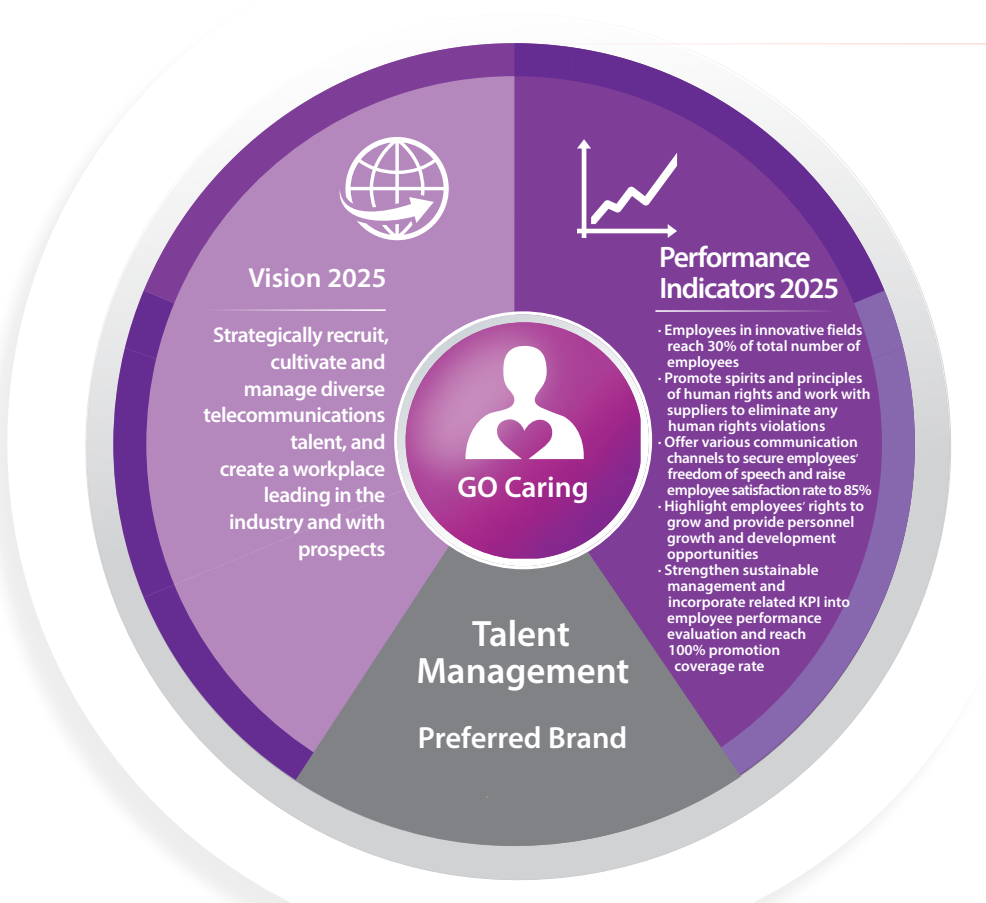 Vision 2025
Strategically recruit,
cultivate and
manage diverse
telecommunications
talent, and
create a workplace
leading in the
industry and with
prospects
Performance
Indicators 2025
· Employees in innovative fields
reach 30% of total number of
employees
· Promote spirits and principles
of human rights and work with
suppliers to eliminate any
human rights violations
· Offer various communication
channels to secure employees'
freedom of speech and raise
employee satisfaction rate to 85%
· Highlight employees' rights to
grow and provide personnel
growth and development
opportunities
· Strengthen sustainable
management and
incorporate related KPI into
employee performance
evaluation and reach
100% promotion
coverage rate
GO Caring
Talent
Management
Preferred Brand